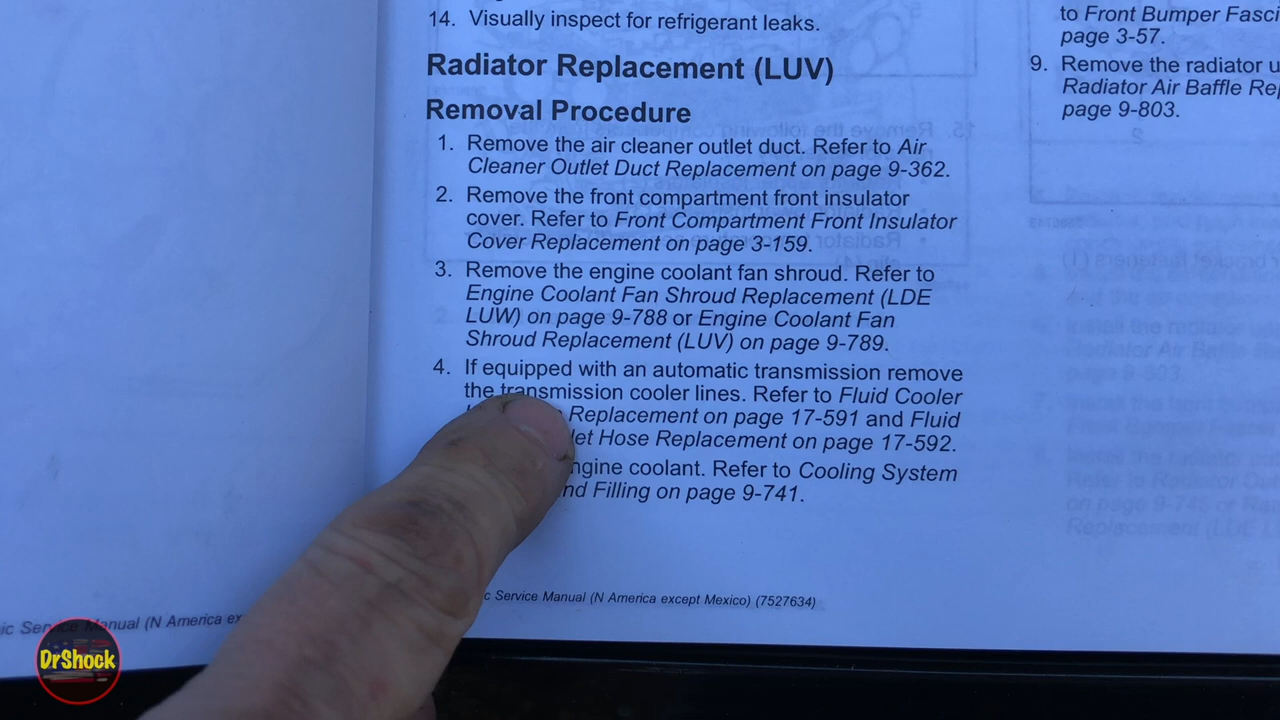 14. Visually inspect for refrigerant leaks.
Radiator Replacement (LUV)
Removal Procedure
1. Remove the air cleaner outlet duct. Refer to Air
Cleaner Outlet Duct Replacement on page 9-362.
2. Remove the front compartment front insulator
cover. Refer to Front Compartment Front Insulator
Cover Replacement on page 3-159.
3. Remove the engine coolant fan shroud. Refer to
Engine Coolant Fan Shroud Replacement (LDE
LUW) on page 9-788 or Engine Coolant Fan
Shroud Replacement (LUV) on page 9-789.
4. If equipped with an automatic transmission remove
the transmission cooler lines. Refer to Fluid Cooler
Replacement on page 17-591 and Fluid
Hose Replacement on page 17-592.
coolant. Refer to Cooling System
Filling on page 9-741.
Service Manual (N America except Mexico) (7527634)
to Front Bumper
page 3-57.
9. Remove the radiator
Radiator Air Baffle
page 9-803.
Manual (N America
DrShock